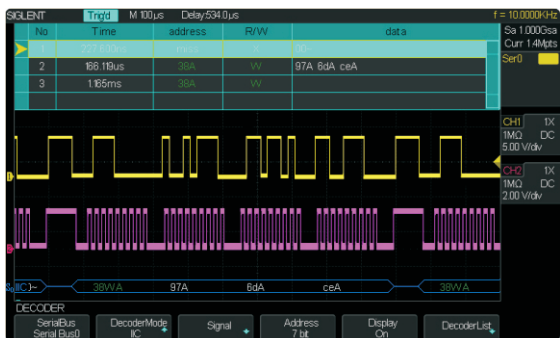 SIGLENT Trig'd M 100µs Delay:534.0µs f = 10.0000KHz
Sa 1.00Gsa
Curr 1.4Mpts
Ser0
No Time address R/W data
1
2 166.119us 38A W 97A 6dA ceA
3 1.165ms 38A W
CH1 1X
1MΩ DC
5.00 V/div
CH2 1X
1MΩ DC
2.00 V/div
IIC 38WA 97A 6dA ceA 38WA
DECODER
SerialBus
Serial Bus0
DecoderMode
IIC
Signal
Address
7 bit
Display
On
DecoderList